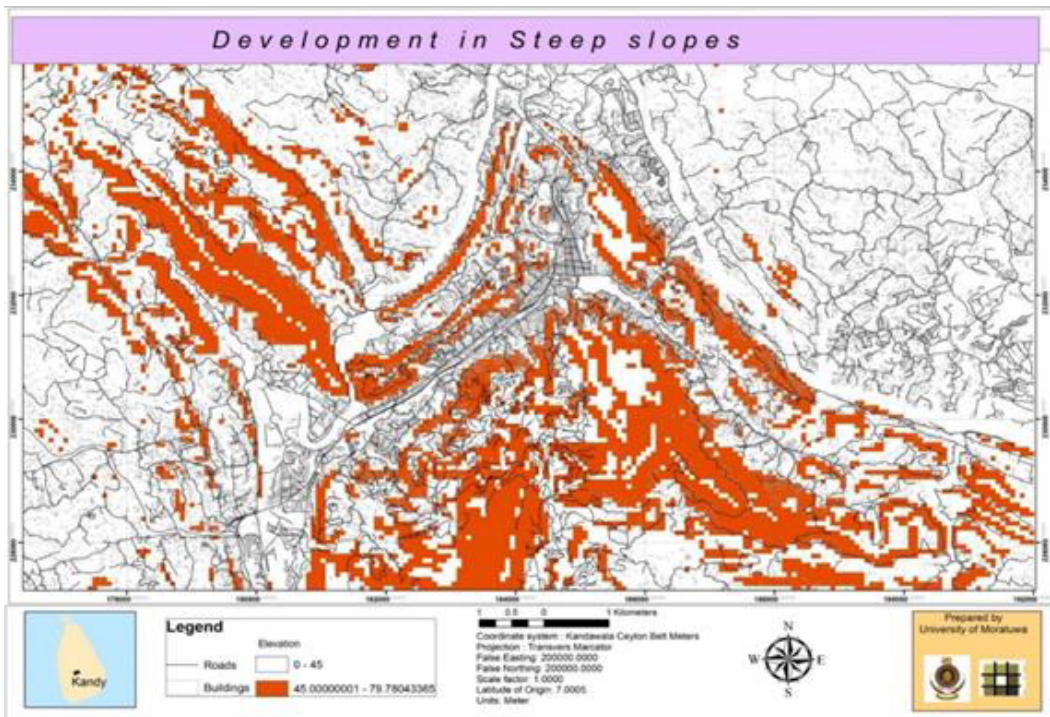 Development in Steep slopes
Kandy
Legend
Elevation
Roads
0 - 45
Buildings
45.00000001 - 79.78043365
1 0.5 0 1 Kilometers
Coordinate system : Kandawala Ceylon Belt Meters
Projection : Transvers Marcator
False Easting: 200000.0000
False Northing: 200000.0000
Scale factor: 1.0000
Latitude of Origin: 7.0005
Units: Meter
N
W E
S
Prepared by
University of Moratuwa